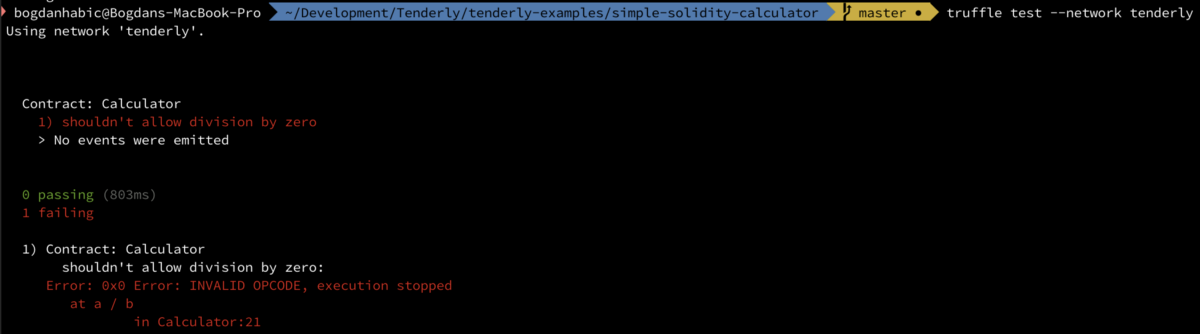 bogdanhabic@Bogdans-MacBook-Pro ~/Development/Tenderly/tenderly-examples/simple-solidity-calculator master ● truffle test --network tenderly
Using network 'tenderly'.
Contract: Calculator
1) shouldn't allow division by zero
> No events were emitted
0 passing (803ms)
1 failing
1) Contract: Calculator
shouldn't allow division by zero:
Error: 0x0 Error: INVALID OPCODE, execution stopped
at a / b
in Calculator:21